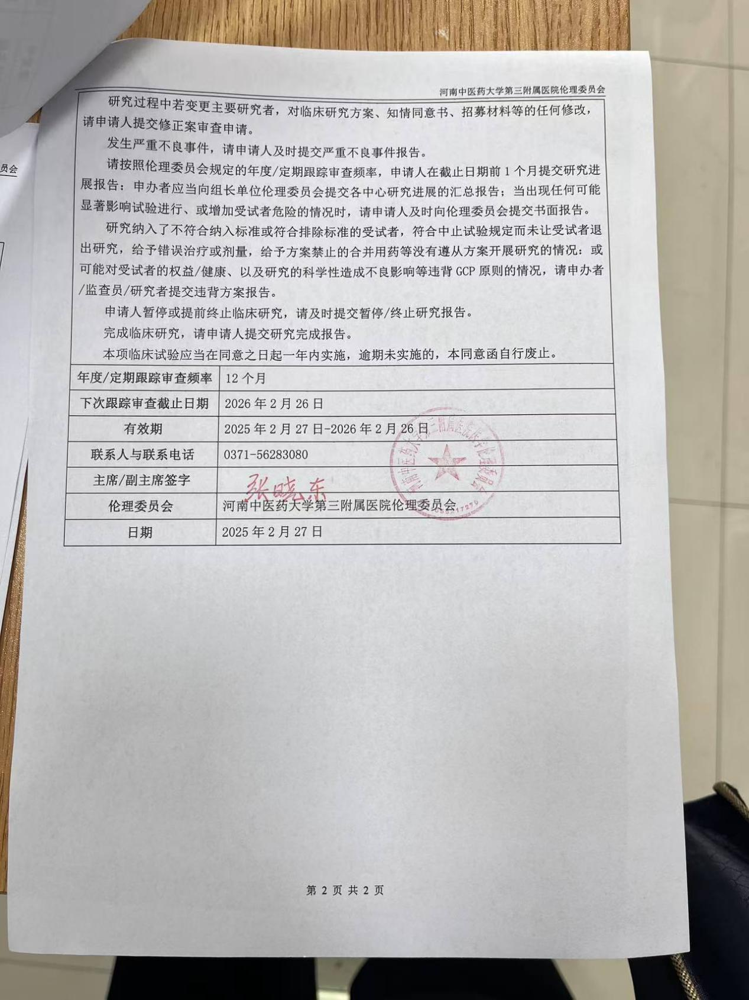 员会
河南中医药大学第三附属医院伦理委员会
研究过程中若变更主要研究者，对临床研究方案、知情同意书、招募材料等的任何修改，
请申请人提交修正案审查申请。
发生严重不良事件，请申请人及时提交严重不良事件报告。
请按照伦理委员会规定的年度/定期跟踪审查频率，申请人在截止日期前 1 个月提交研究进
展报告；申办者应当向组长单位伦理委员会提交各中心研究进展的汇总报告；当出现任何可能
显著影响试验进行、或增加受试者危险的情况时，请申请人及时向伦理委员会提交书面报告。
研究纳入了不符合纳入标准或符合排除标准的受试者，符合中止试验规定而未让受试者退
出研究，给予错误治疗或剂量，给予方案禁止的合并用药等没有遵从方案开展研究的情况；或
可能对受试者的权益/健康、以及研究的科学性造成不良影响等违背 GCP 原则的情况，请申办者
/监查员/研究者提交违背方案报告。
申请人暂停或提前终止临床研究，请及时提交暂停/终止研究报告。
完成临床研究，请申请人提交研究完成报告。
本项临床试验应当在同意之日起一年内实施，逾期未实施的，本同意函自行废止。
年度/定期跟踪审查频率 12 个月
下次跟踪审查截止日期 2026 年 2 月 26 日
有效期 2025 年 2 月 27 日-2026 年 2 月 26 日
联系人与联系电话 0371-56283080
主席/副主席签字 张晓东
伦理委员会 河南中医药大学第三附属医院伦理委员会
日期 2025 年 2 月 27 日
河南中医药大学第三附属医院医学伦理委员会
第 2 页 共 2 页